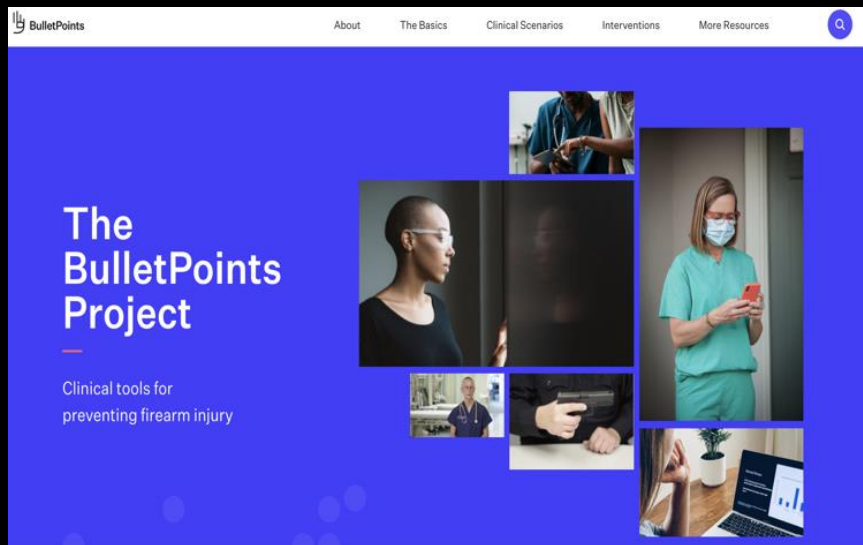 BulletPoints
About
The Basics
Clinical Scenarios
Interventions
More Resources
The
BulletPoints
Project
Clinical tools for
preventing firearm injury